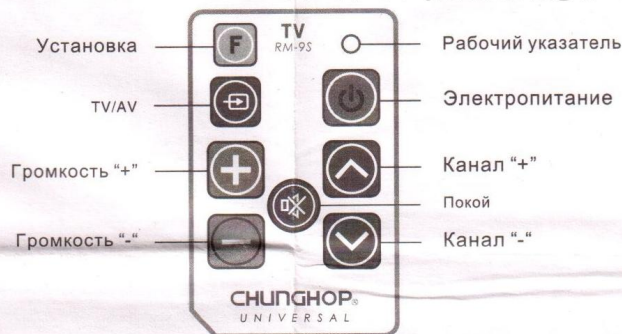 Установка
F
TV
RM-9S
Рабочий указатель
TV/AV
Электропитание
Громкость “+”
Канал “+”
Покой
Громкость “-“
Канал “-“
CHUNGHOP®
UNIVERSAL